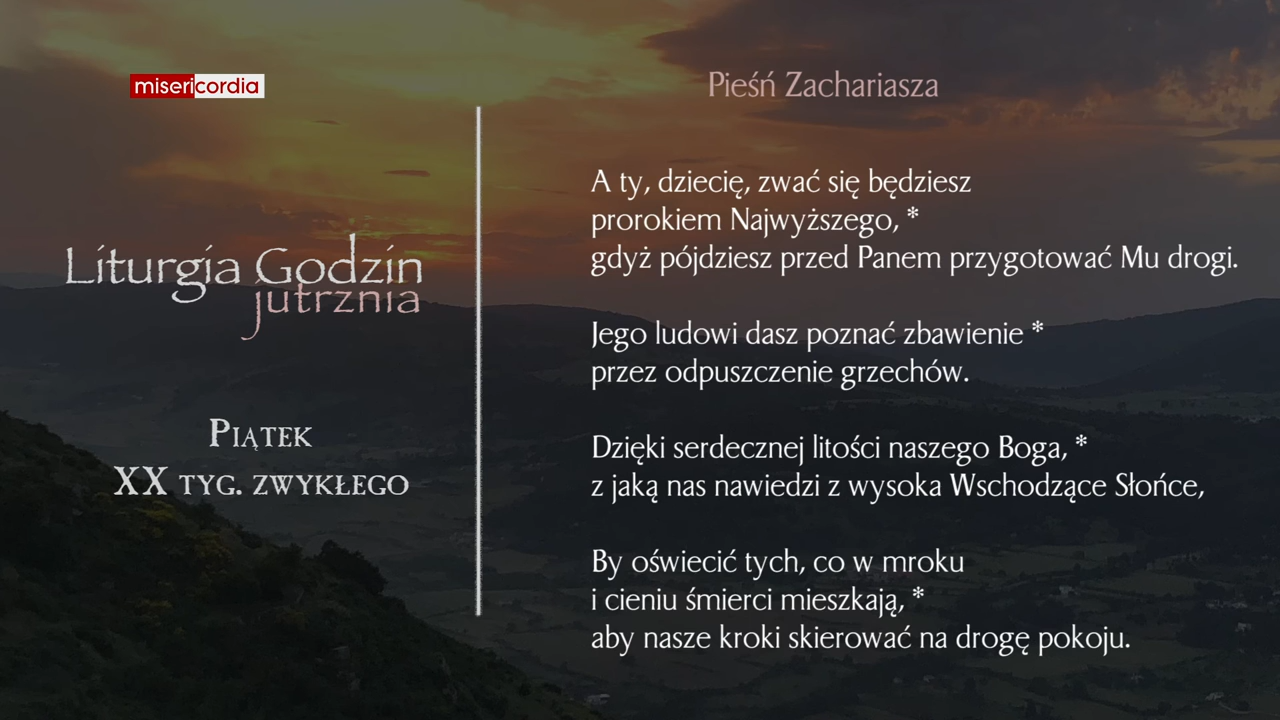 misericordia
Liturgia Godzin
jutrznia
Piątek
XX tyg. zwykłego
Pieśń Zachariasza
A ty, dziecię, zwać się będziesz
prorokiem Najwyższego, *
gdyż pójdziesz przed Panem przygotować Mu drogi.
Jego ludowi dasz poznać zbawienie *
przez odpuszczenie grzechów.
Dzięki serdecznej litości naszego Boga, *
z jaką nas nawiedzi z wysoka Wschodzące Słońce,
By oświecić tych, co w mroku
i cieniu śmierci mieszkają, *
aby nasze kroki skierować na drogę pokoju.